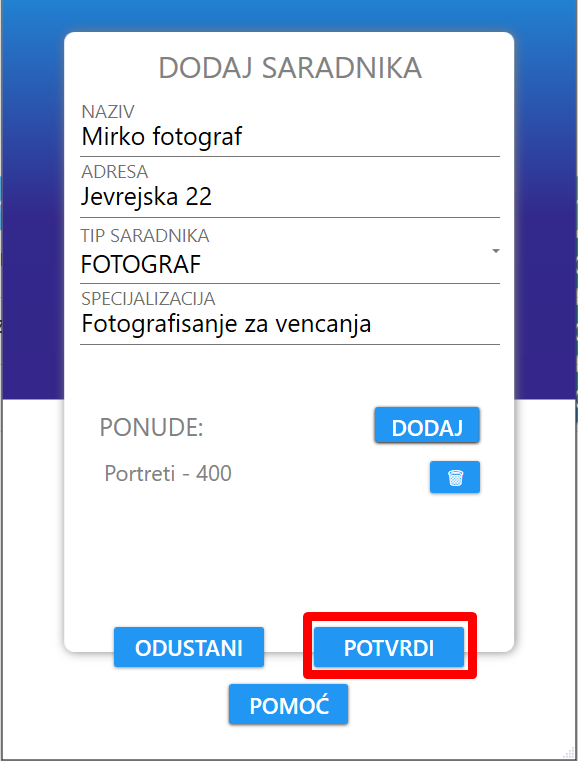 DODAJ SARADNIKA
NAZIV
Mirko fotograf
ADRESA
Jevrejska 22
TIP SARADNIKA
FOTOGRAF
SPECIJALIZACIJA
Fotografisanje za vencanja
PONUDE:
DODAJ
Portreti - 400
ODUSTANI
POTVRDI
POMOĆ